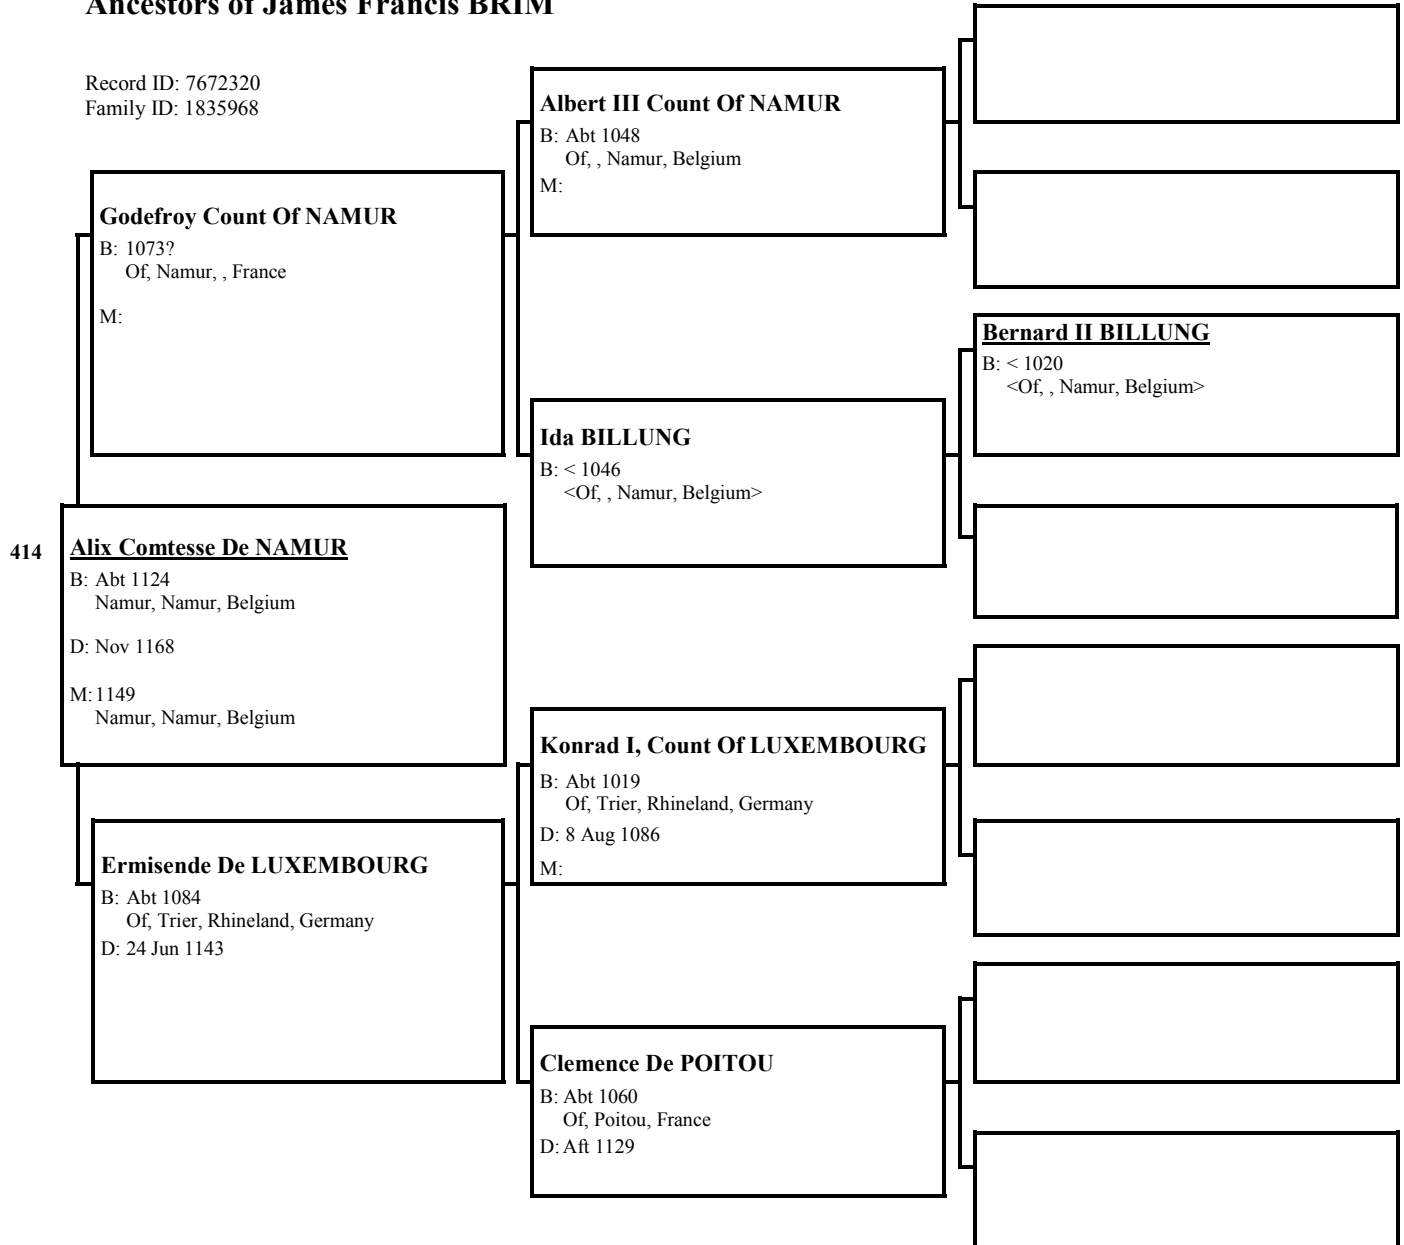 Ancestors of James Francis BRIM
Record ID: 7672320
Family ID: 1835968
Albert III Count Of NAMUR
B: Abt 1048
Of, , Namur, Belgium
M:
Godefroy Count Of NAMUR
B: 1073?
Of, Namur, , France
M:
Bernard II BILLUNG
B: < 1020
<Of, , Namur, Belgium>
Ida BILLUNG
B: < 1046
<Of, , Namur, Belgium>
414
Alix Comtesse De NAMUR
B: Abt 1124
Namur, Namur, Belgium
D: Nov 1168
M: 1149
Namur, Namur, Belgium
Konrad I, Count Of LUXEMBOURG
B: Abt 1019
Of, Trier, Rhineland, Germany
D: 8 Aug 1086
M:
Ermisende De LUXEMBOURG
B: Abt 1084
Of, Trier, Rhineland, Germany
D: 24 Jun 1143
Clemence De POITOU
B: Abt 1060
Of, Poitou, France
D: Aft 1129